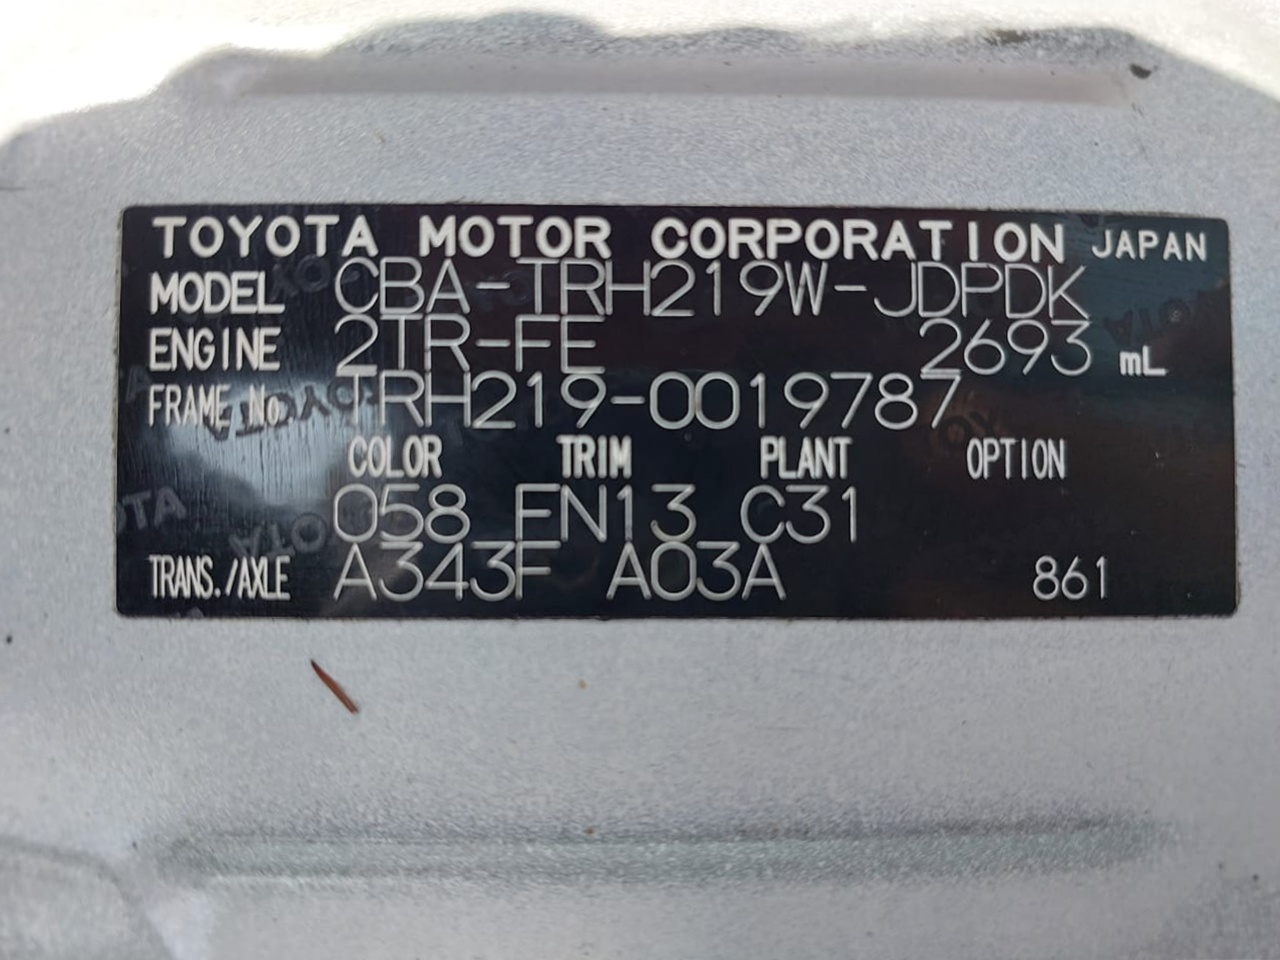 TOYOTA MOTOR CORPORATION JAPAN
MODEL CBA-TRH219W-JDPDK
ENGINE 2TR-FE 2693 mL
FRAME No. TRH219-0019787
COLOR TRIM PLANT OPTION
058 FN13 C31
TRANS./AXLE A343F A03A 861